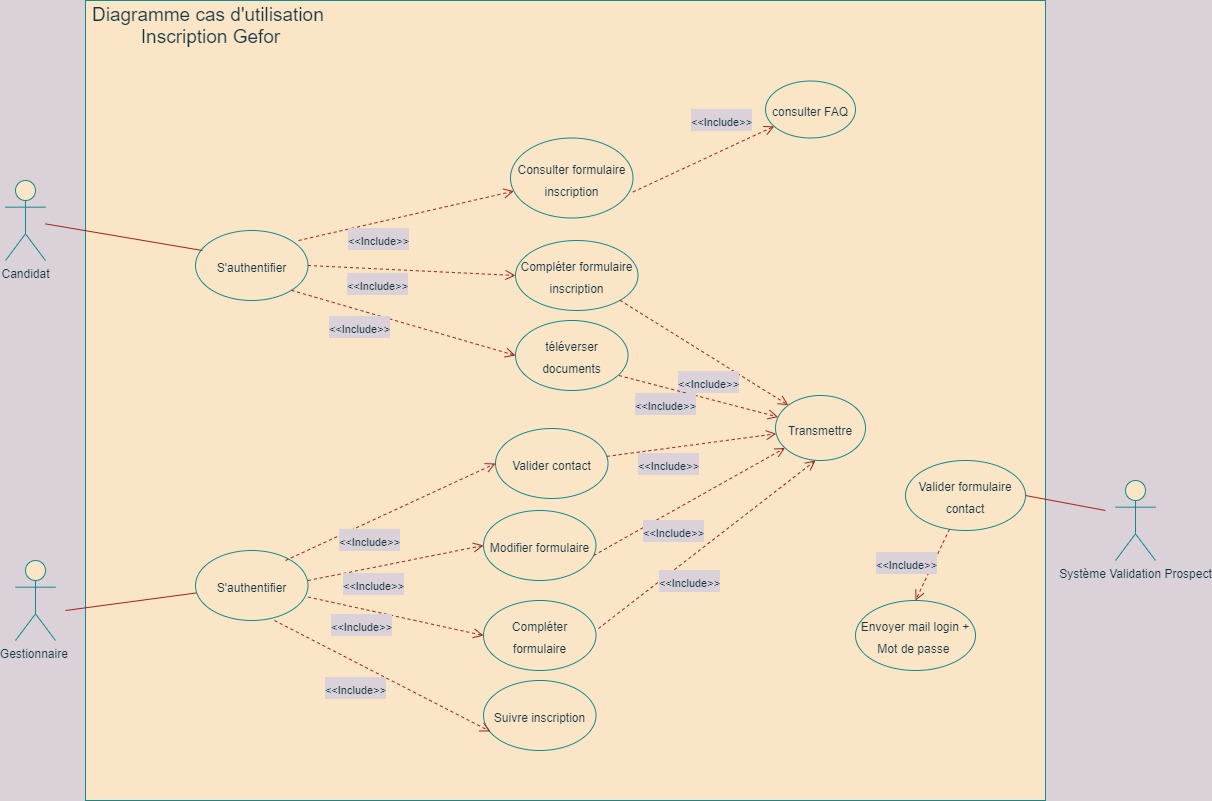 Diagramme cas d'utilisation
Inscription Gefor
consulter FAQ
<<Include>>
Consulter formulaire
inscription
<<Include>>
Candidat
S'authentifier
Compléter formulaire
inscription
<<Include>>
<<Include>>
téléverser
documents
<<Include>>
<<Include>>
Transmettre
Valider contact
<<Include>>
Valider formulaire
contact
<<Include>>
<<Include>>
Modifier formulaire
<<Include>>
Système Validation Prospect
S'authentifier
<<Include>>
<<Include>>
<<Include>>
Compléter
formulaire
Envoyer mail login +
Mot de passe
Gestionnaire
<<Include>>
Suivre inscription